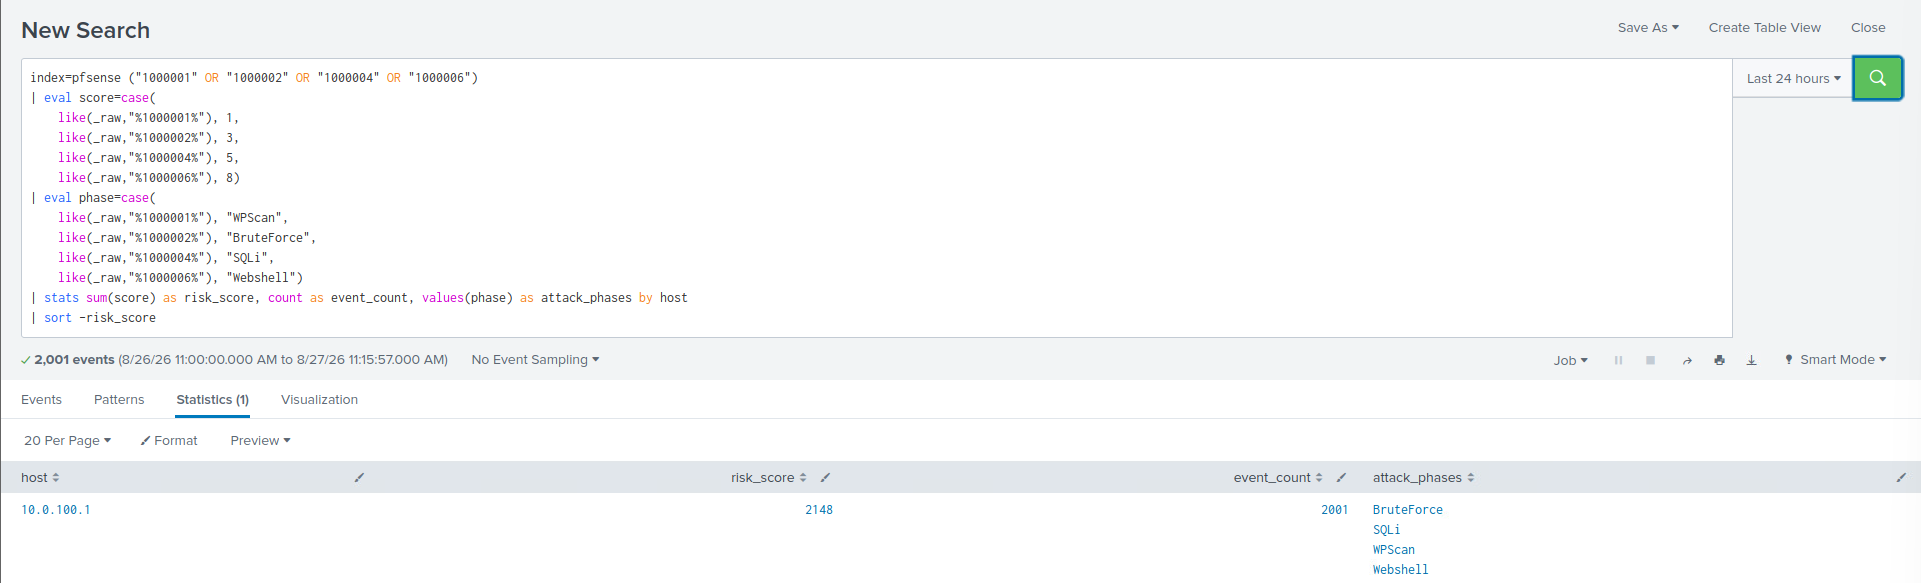 New Search
Save As Create Table View Close
index=pfsense ("1000001" OR "1000002" OR "1000004" OR "1000006")
| eval score=case(
like(_raw,"%1000001%"), 1,
like(_raw,"%1000002%"), 3,
like(_raw,"%1000004%"), 5,
like(_raw,"%1000006%"), 8)
| eval phase=case(
like(_raw,"%1000001%"), "WPScan",
like(_raw,"%1000002%"), "BruteForce",
like(_raw,"%1000004%"), "SQLi",
like(_raw,"%1000006%"), "Webshell")
| stats sum(score) as risk_score, count as event_count, values(phase) as attack_phases by host
| sort -risk_score
Last 24 hours
2,001 events (8/26/26 11:00:00.000 AM to 8/27/26 11:15:57.000 AM) No Event Sampling
Job Smart Mode
Events Patterns Statistics (1) Visualization
20 Per Page Format Preview
host risk_score event_count attack_phases
10.0.100.1 2148 2001 BruteForce
SQLi
WPScan
Webshell